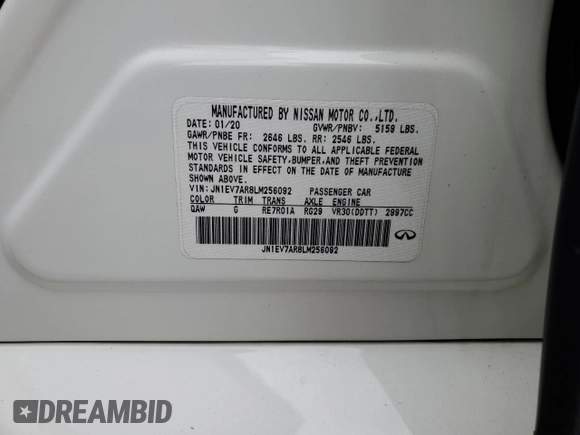 MANUFACTURED BY NISSAN MOTOR CO.,LTD.
DATE: 01/20 GVWR/PNBV: 5159 LBS.
GAWR/PNBE FR: 2646 LBS. RR: 2546 LBS.
THIS VEHICLE CONFORMS TO ALL APPLICABLE FEDERAL
MOTOR VEHICLE SAFETY,BUMPER,AND THEFT PREVENTION
STANDARDS IN EFFECT ON THE DATE OF MANUFACTURE
SHOWN ABOVE.
VIN: JN1EV7AR8LM256092 PASSENGER CAR
COLOR TRIM TRANS AXLE ENGINE
QAW G RE7R01A RG29 VR30(DDTT) 2997CC
JN1EV7AR8LM256092
DREAMBID